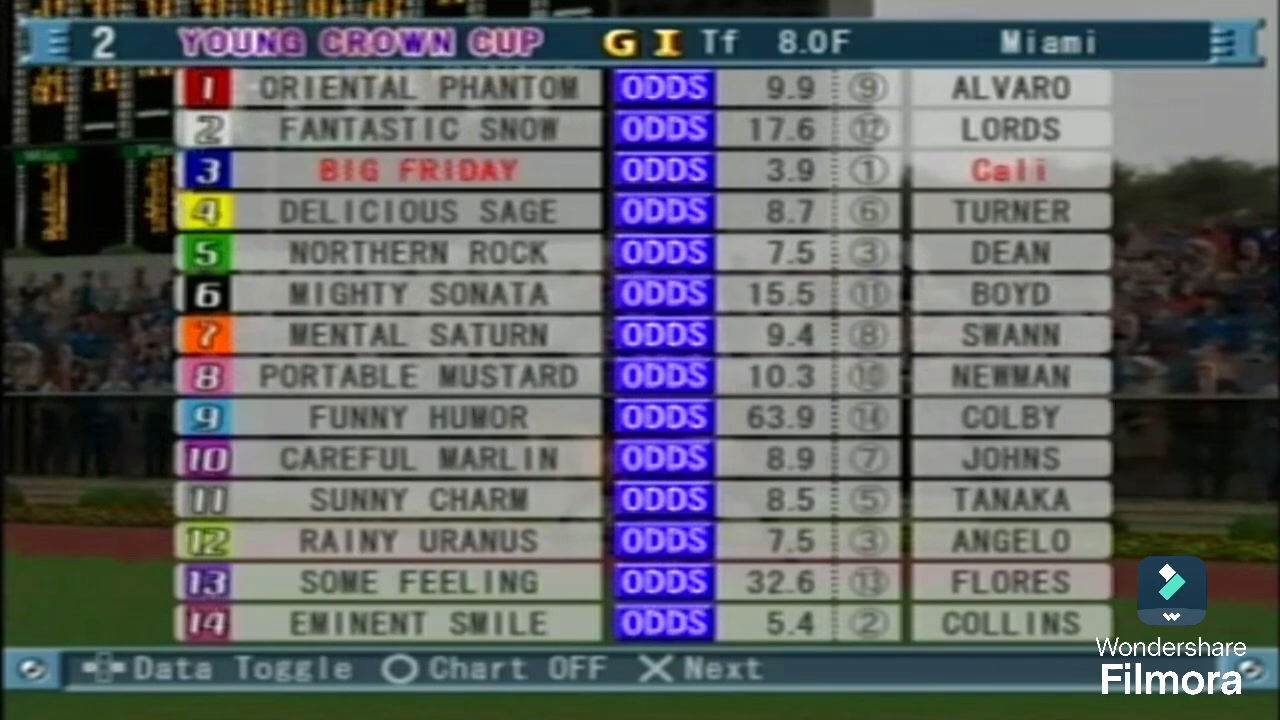 2 YOUNG CROWN CUP G I Tf 8.0F Miami
1 ORIENTAL PHANTOM ODDS 9.9 ⑨ ALVARO
2 FANTASTIC SNOW ODDS 17.6 ⑫ LORDS
3 BIG FRIDAY ODDS 3.9 ① Cali
4 DELICIOUS SAGE ODDS 8.7 ⑥ TURNER
5 NORTHERN ROCK ODDS 7.5 ③ DEAN
6 MIGHTY SONATA ODDS 15.5 ⑪ BOYD
7 MENTAL SATURN ODDS 9.4 ⑧ SWANN
8 PORTABLE MUSTARD ODDS 10.3 ⑩ NEWMAN
9 FUNNY HUMOR ODDS 63.9 ⑭ COLBY
10 CAREFUL MARLIN ODDS 8.9 ⑦ JOHNS
11 SUNNY CHARM ODDS 8.5 ⑤ TANAKA
12 RAINY URANUS ODDS 7.5 ③ ANGELO
13 SOME FEELING ODDS 32.6 ⑬ FLORES
14 EMINENT SMILE ODDS 5.4 ② COLLINS
Data Toggle Chart OFF Next
Wondershare
Filmora